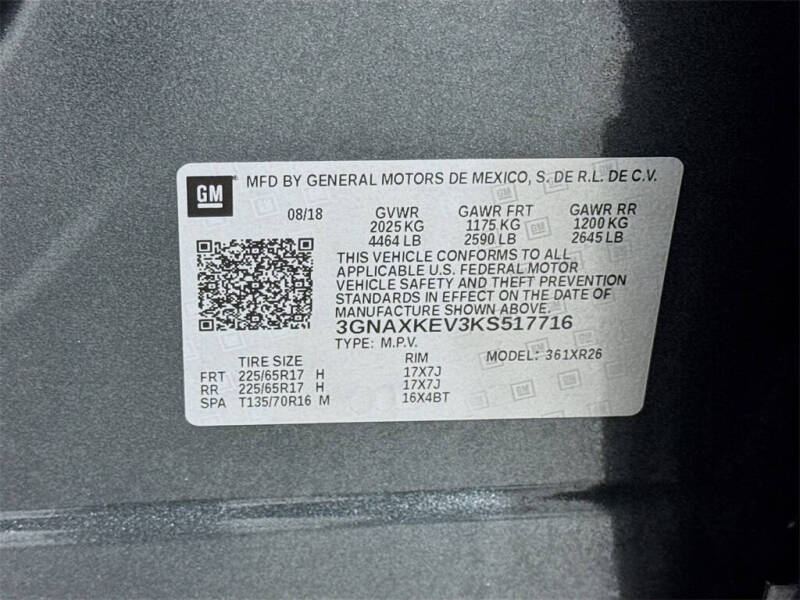 GM MFD BY GENERAL MOTORS DE MEXICO, S. DE R.L. DE C.V.
08/18 GVWR GAWR FRT GAWR RR
2025 KG 1175 KG 1200 KG
4464 LB 2590 LB 2645 LB
THIS VEHICLE CONFORMS TO ALL
APPLICABLE U.S. FEDERAL MOTOR
VEHICLE SAFETY AND THEFT PREVENTION
STANDARDS IN EFFECT ON THE DATE OF
MANUFACTURE SHOWN ABOVE.
3GNAXKEV3KS517716
TYPE: M.P.V.
TIRE SIZE RIM MODEL: 361XR26
FRT 225/65R17 H 17X7J
RR 225/65R17 H 17X7J
SPA T135/70R16 M 16X4BT